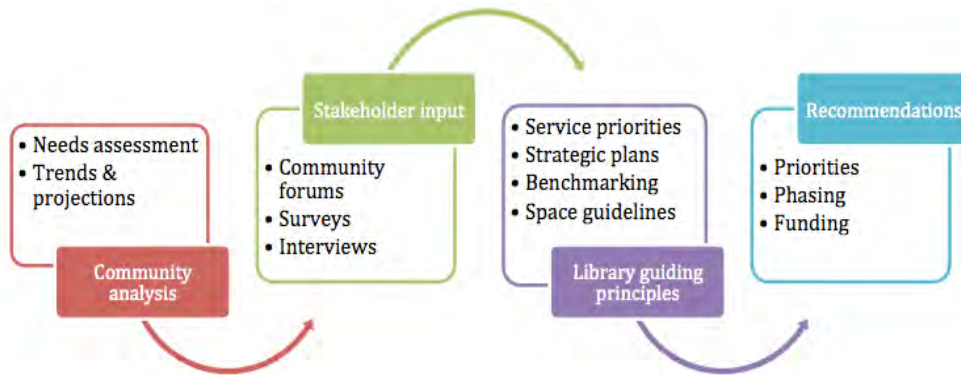 • Needs assessment
• Trends &
projections
Community
analysis
Stakeholder input
• Community
forums
• Surveys
• Interviews
• Service priorities
• Strategic plans
• Benchmarking
• Space guidelines
Library guiding
principles
Recommendations
• Priorities
• Phasing
• Funding